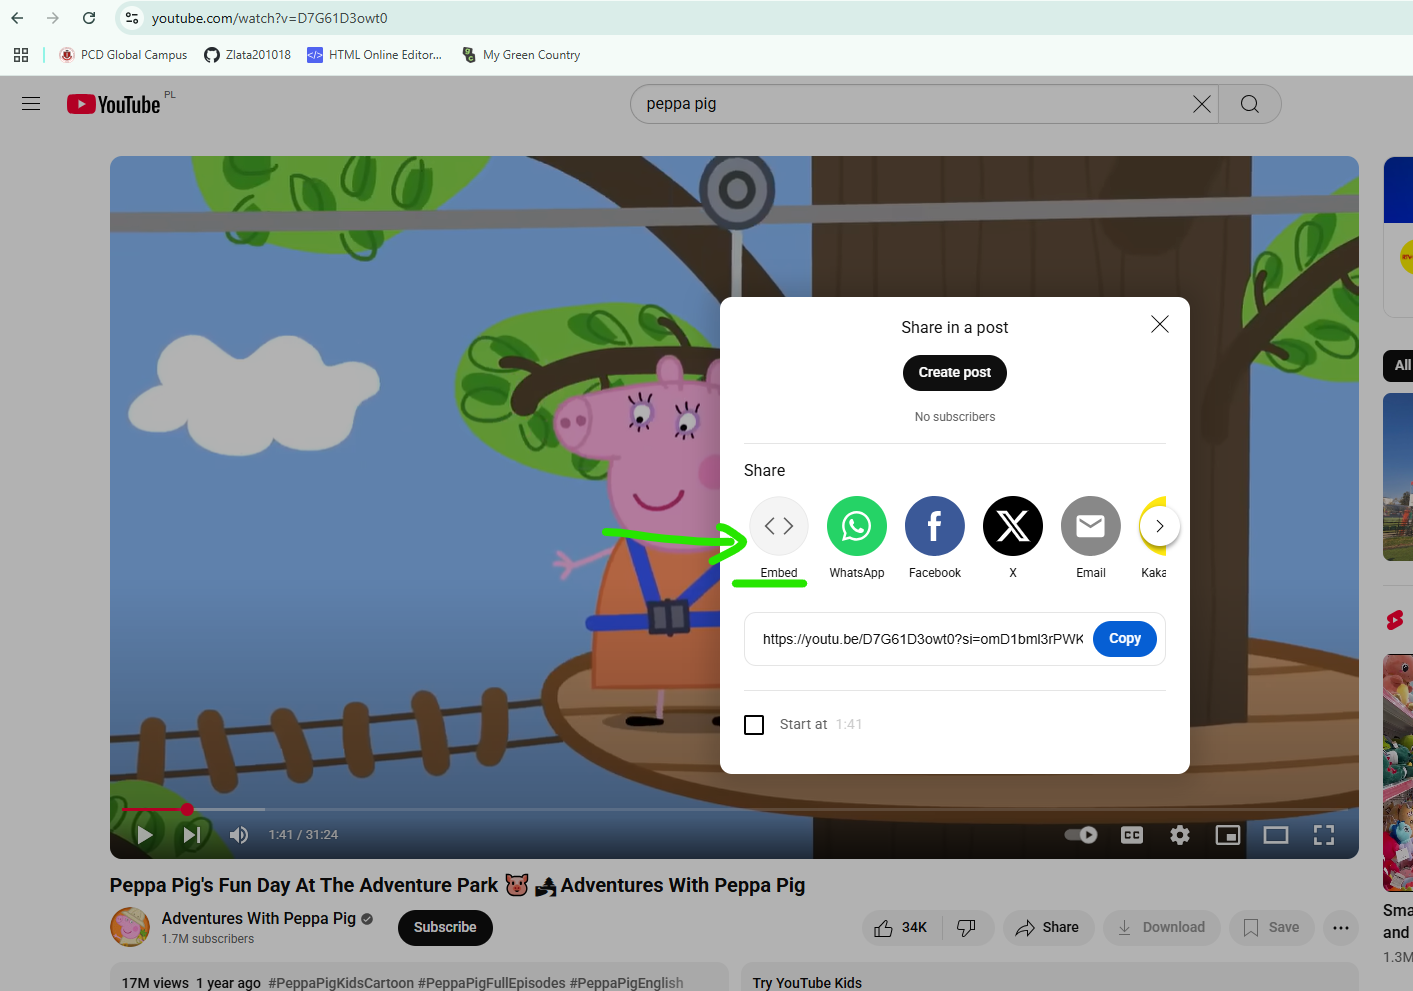 youtube.com/watch?v=D7G61D3owt0
PCD Global Campus Zlata201018 HTML Online Editor... My Green Country
YouTube PL
peppa pig
Share in a post
Create post
No subscribers
Share
Embed WhatsApp Facebook X Email Kaka
https://youtu.be/D7G61D3owt0?si=omD1bml3rPWK Copy
Start at 1:41
1:41 / 31:24
CC
All
Peppa Pig's Fun Day At The Adventure Park 🐷 🏞 Adventures With Peppa Pig
Adventures With Peppa Pig
1.7M subscribers
Subscribe
34K Share Download Save
17M views 1 year ago #PeppaPigKidsCartoon #PeppaPigFullEpisodes #PeppaPigEnglish
Try YouTube Kids
Sma
and
1.3M